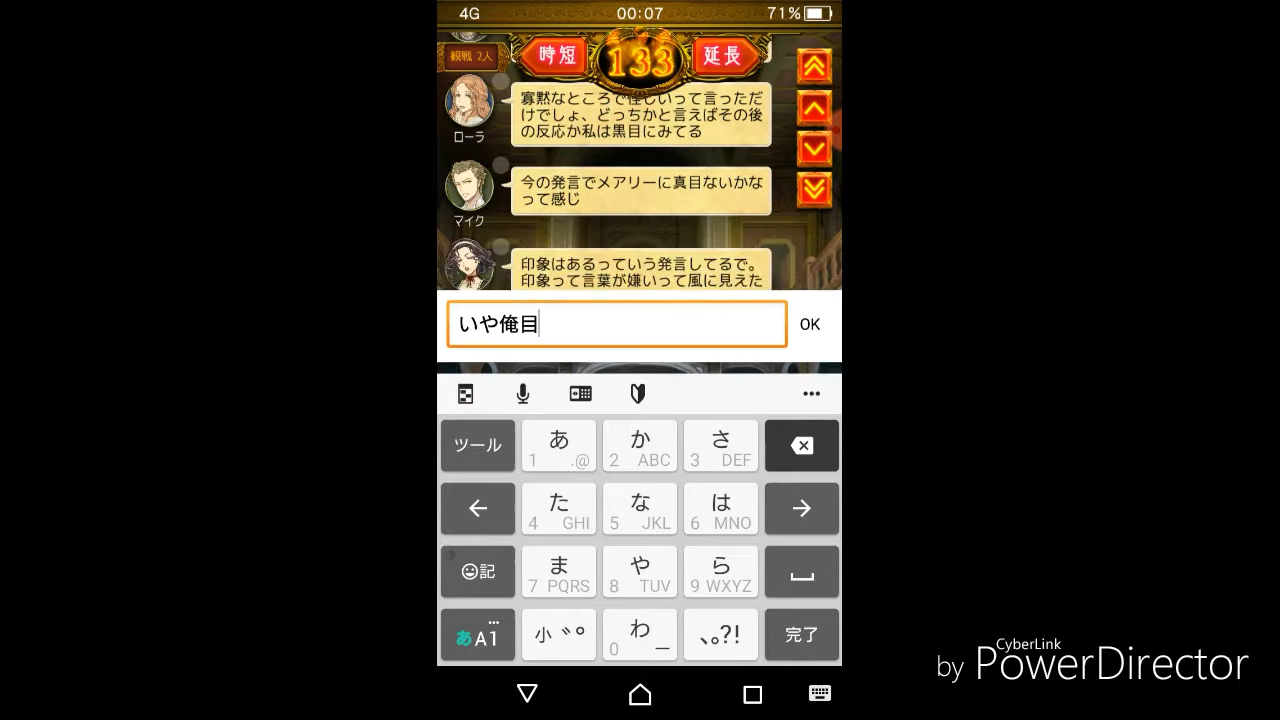 4G
00:07
71%
観戦 2人
時短
133
延長
寡黙なところで怪しいって言っただ
けでしょ、どっちかと言えばその後
の反応か私は黒目にみてる
ローラ
今の発言でメアリーに真目ないかな
って感じ
マイク
印象はあるっていう発言してるで。
印象って言葉が嫌いって風に見えた
いや俺目
OK
ツール
あ
1 .@
か
2 ABC
さ
3 DEF
た
4 GHI
な
5 JKL
は
6 MNO
記
ま
7 PQRS
や
8 TUV
ら
9 WXYZ
あA1
小 ゛゜
わ
0 ー
、。?!
完了
CyberLink
by PowerDirector